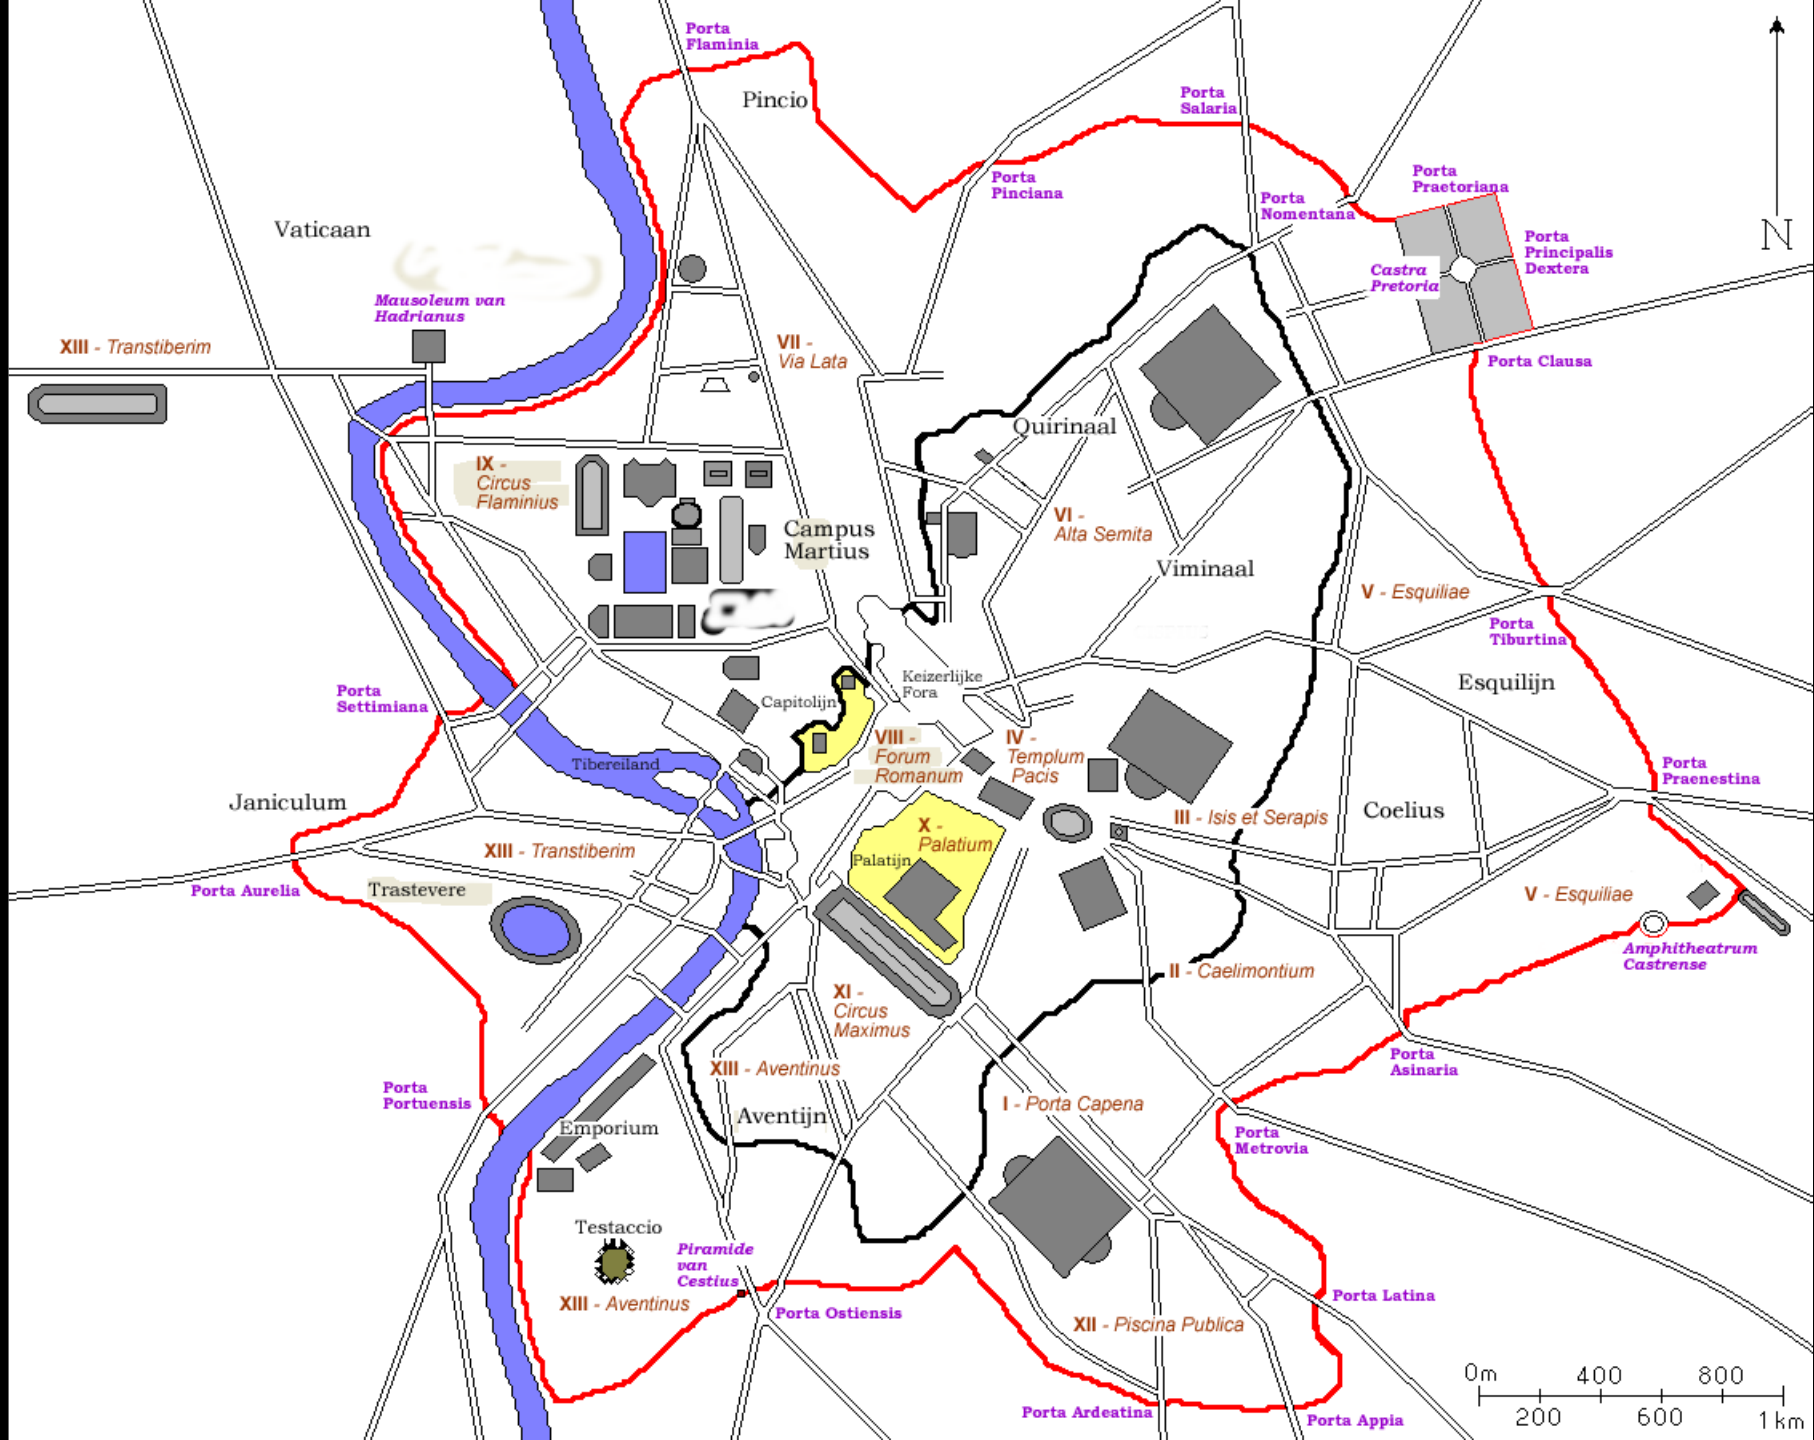 Porta
Flaminia
Pincio
Porta
Salaria
Porta
Pinciana
Porta
Praetoriana
Porta
Nomentana
Porta
Principalis
Dextera
N
Vaticaan
Castra
Pretoria
Mausoleum van
Hadrianus
XIII - Transtiberim
VII -
Via Lata
Porta Clausa
Quirinaal
IX -
Circus
Flaminius
Campus
Martius
VI -
Alta Semita
Viminaal
V - Esquiliae
Porta
Tiburtina
Keizerlijke
Fora
Esquilijn
Porta
Settimiana
Capitolijn
VIII -
Forum
Romanum
IV -
Templum
Pacis
Tibereiland
Porta
Praenestina
Janiculum
III - Isis et Serapis
Coelius
X -
Palatium
XIII - Transtiberim
Palatijn
Porta Aurelia
Trastevere
V - Esquiliae
Amphitheatrum
Castrense
II - Caelimontium
XI -
Circus
Maximus
Porta
Asinaria
XIII - Aventinus
Porta
Portuensis
I - Porta Capena
Aventijn
Emporium
Porta
Metrovia
Testaccio
Piramide
van
Cestius
XIII - Aventinus
Porta Ostiensis
Porta Latina
XII - Piscina Publica
Porta Ardeatina
Porta Appia
0m 400 800
200 600 1km